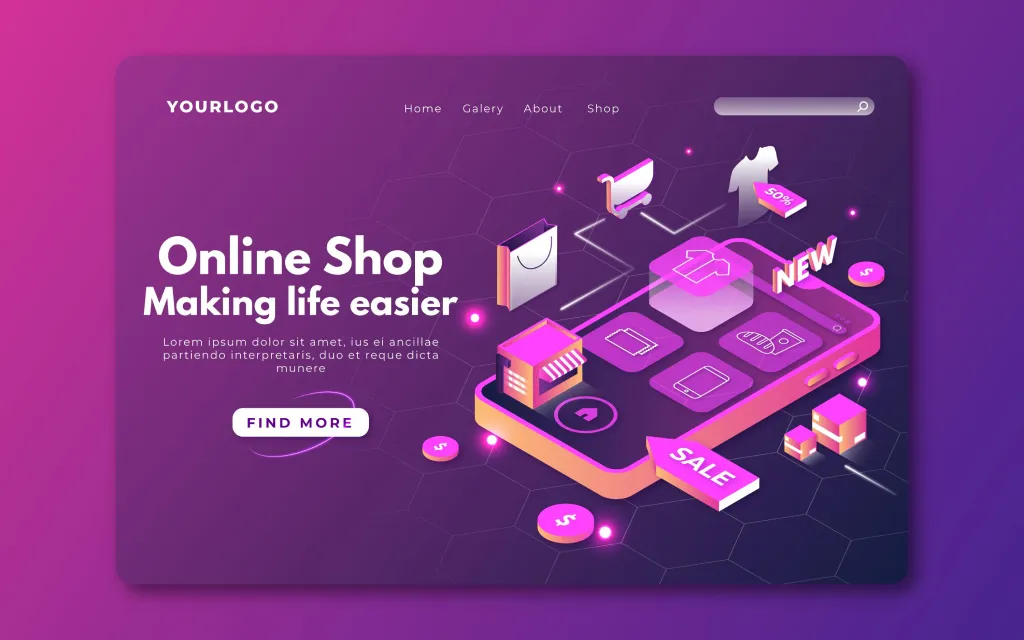 YOURLOGO
Home Galery About Shop
50%
NEW
$
Online Shop
Making life easier
Lorem ipsum dolor sit amet, ius ei ancillae
partiendo interpretaris, duo et reque dicta
munere
FIND MORE
$
SALE
$